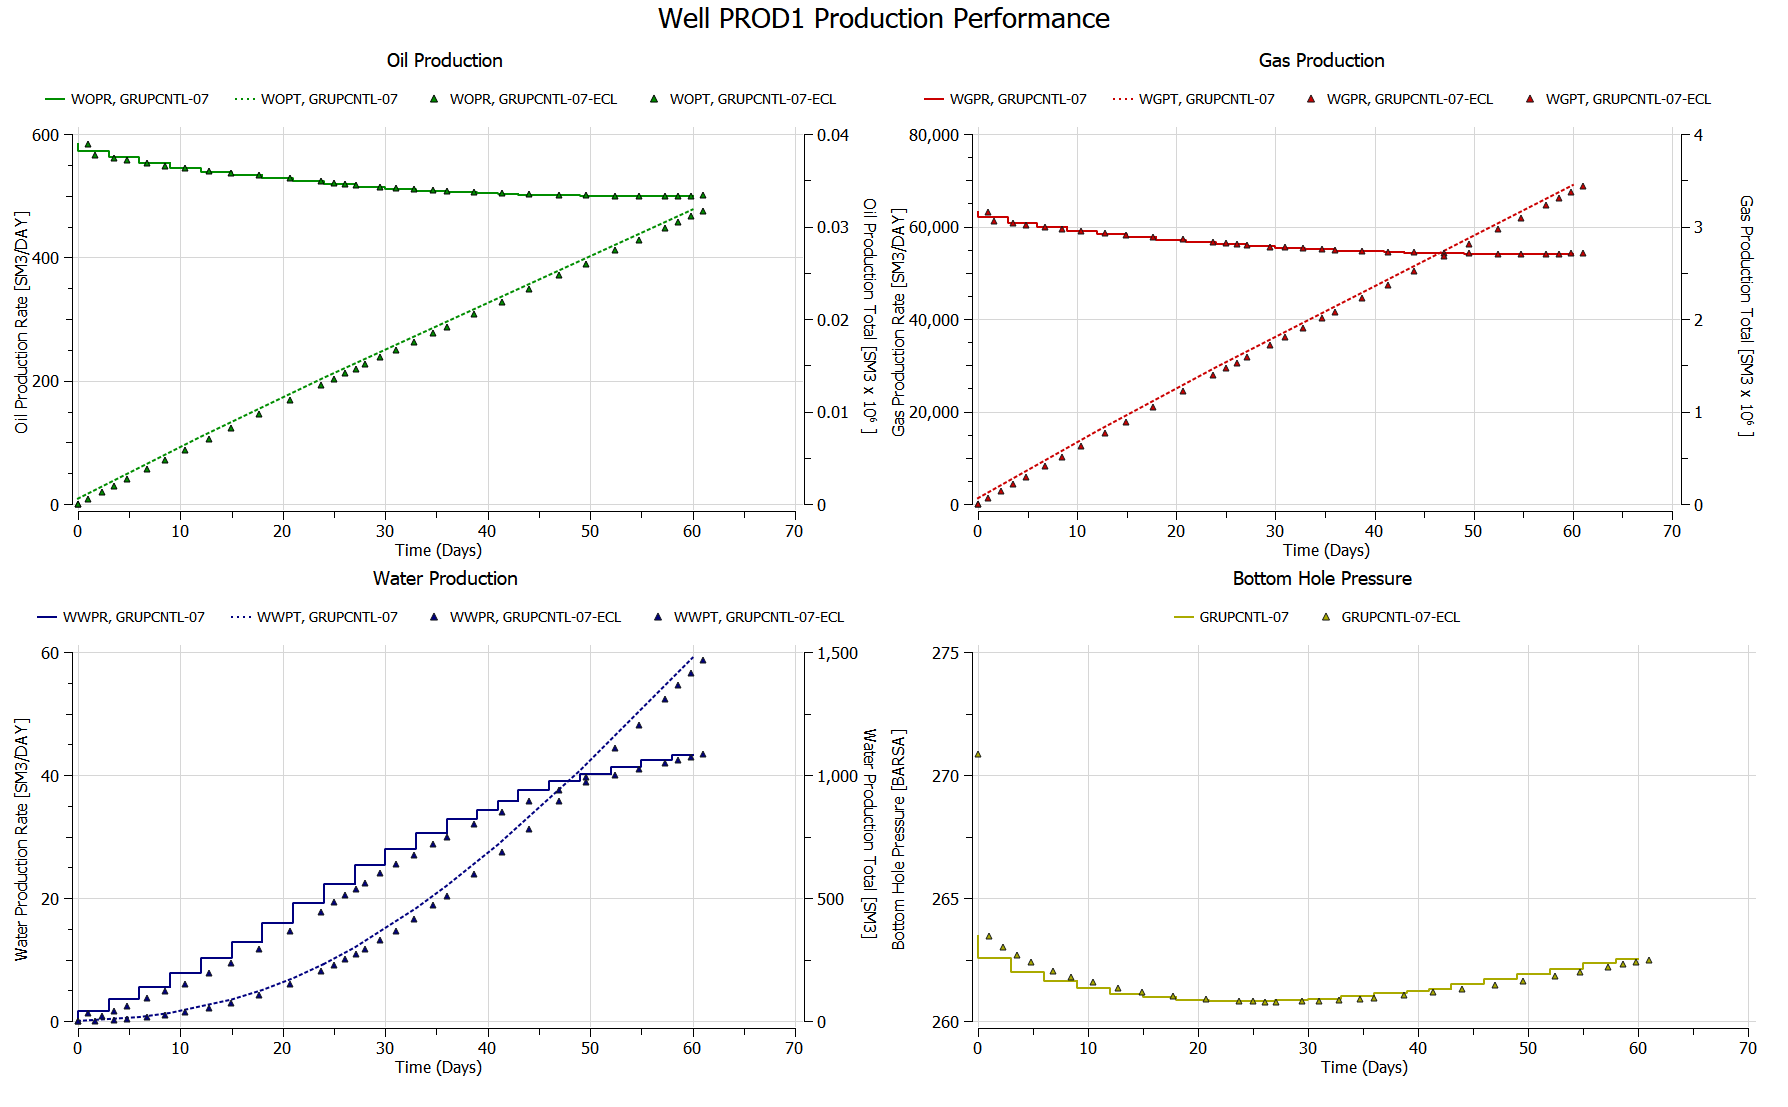 Well PROD1 Production Performance
Oil Production
WOPR, GRUPCNTL-07
WOPT, GRUPCNTL-07
WOPR, GRUPCNTL-07-ECL
WOPT, GRUPCNTL-07-ECL
Oil Production Rate [SM3/DAY]
600
400
200
0
0.04
0.03
0.02
0.01
0
Oil Production Total [SM3 x 10⁶ ]
0 10 20 30 40 50 60 70
Time (Days)
Gas Production
WGPR, GRUPCNTL-07
WGPT, GRUPCNTL-07
WGPR, GRUPCNTL-07-ECL
WGPT, GRUPCNTL-07-ECL
Gas Production Rate [SM3/DAY]
80,000
60,000
40,000
20,000
0
4
3
2
1
0
Gas Production Total [SM3 x 10⁶ ]
0 10 20 30 40 50 60 70
Time (Days)
Water Production
WWPR, GRUPCNTL-07
WWPT, GRUPCNTL-07
WWPR, GRUPCNTL-07-ECL
WWPT, GRUPCNTL-07-ECL
Water Production Rate [SM3/DAY]
60
40
20
0
1,500
1,000
500
0
Water Production Total [SM3]
0 10 20 30 40 50 60 70
Time (Days)
Bottom Hole Pressure
GRUPCNTL-07
GRUPCNTL-07-ECL
Bottom Hole Pressure [BARSA]
275
270
265
260
0 10 20 30 40 50 60 70
Time (Days)